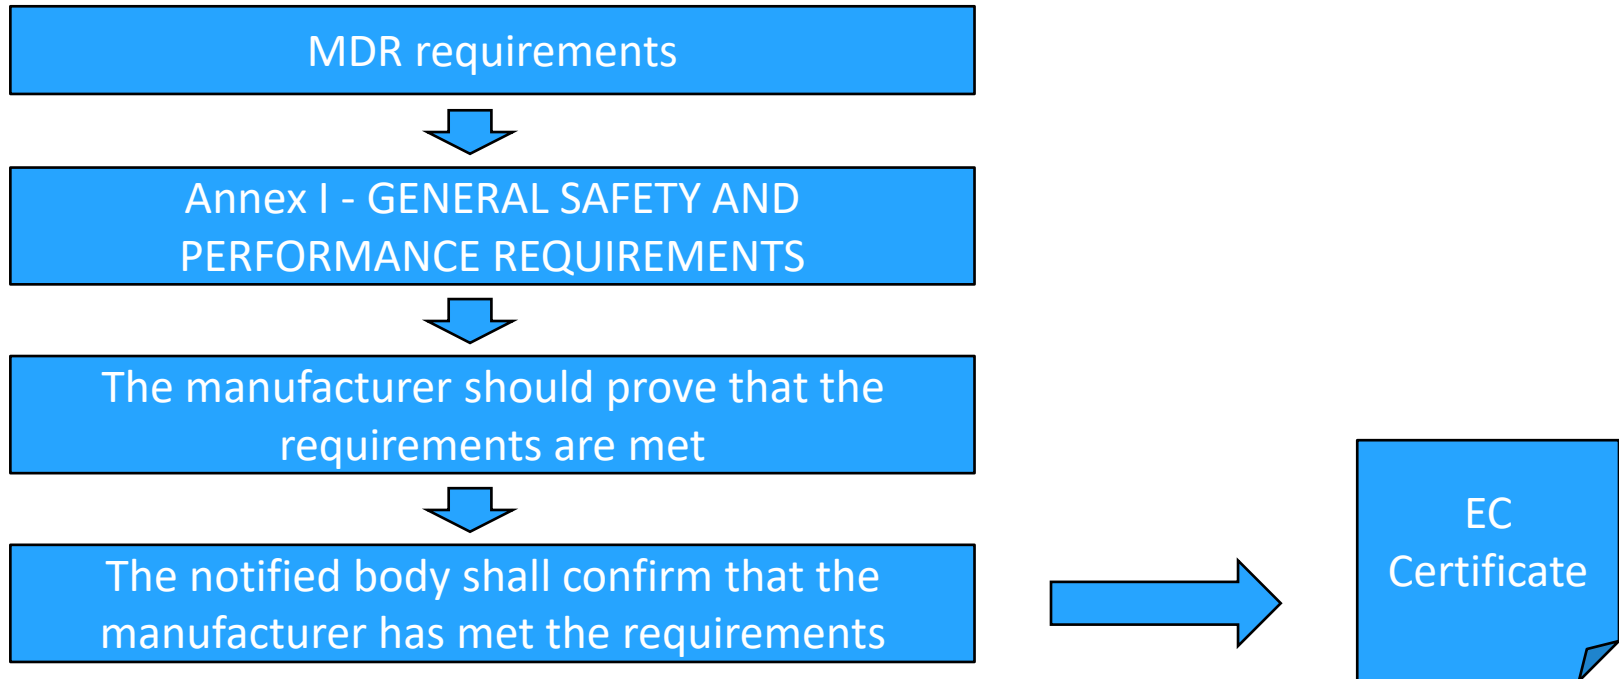 MDR requirements
Annex I - GENERAL SAFETY AND
PERFORMANCE REQUIREMENTS
The manufacturer should prove that the
requirements are met
The notified body shall confirm that the
manufacturer has met the requirements
EC
Certificate